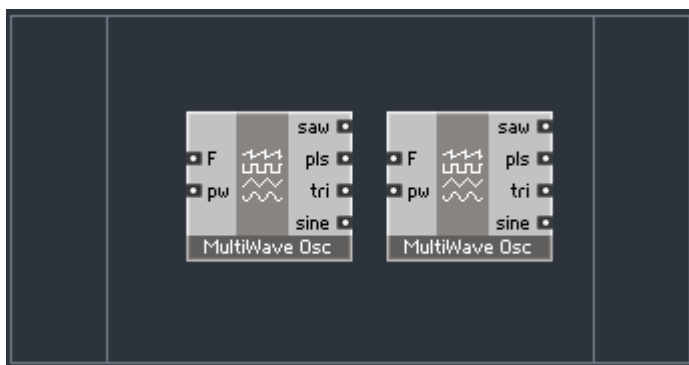 saw
F pls
pw tri
sine
MultiWave Osc
saw
F pls
pw tri
sine
MultiWave Osc